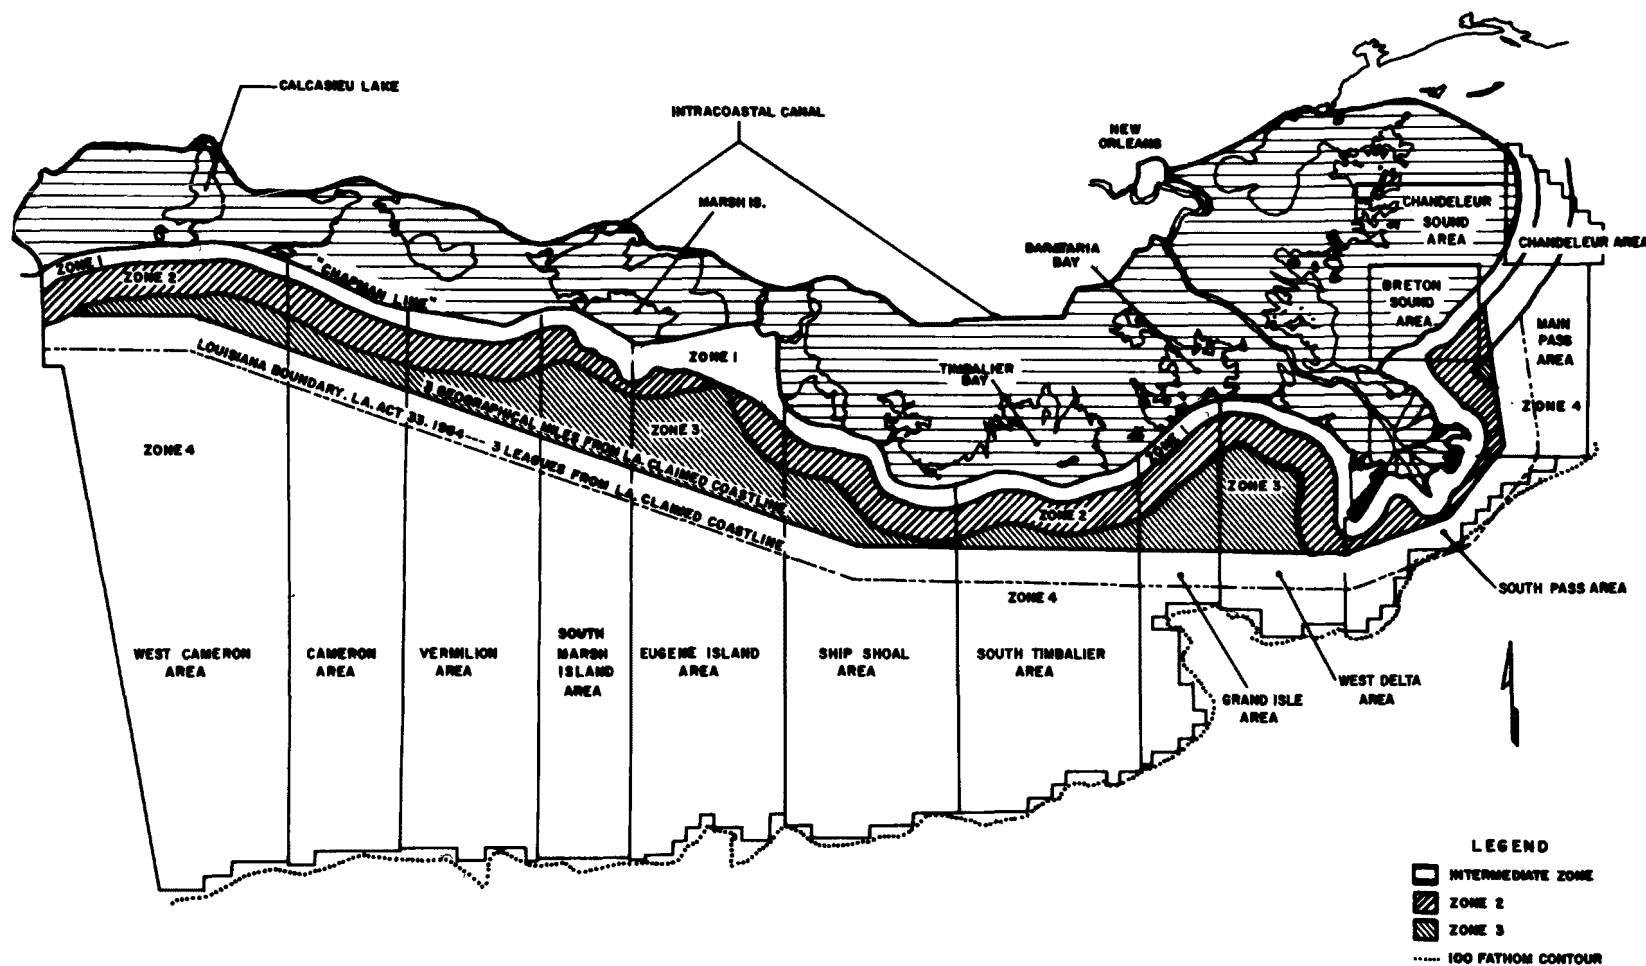 CALCASIEU LAKE
INTRACOASTAL CANAL
NEW
ORLEANS
MARSH IS.
CHANDELEUR
SOUND
AREA
CHANDELEUR AREA
BARATARIA
BAY
ZONE 1
ZONE 2
"CHAPMAN LINE"
BRETON
SOUND
AREA
MAIN
PASS
AREA
ZONE 1
TIMBALIER
BAY
LOUISIANA BOUNDARY. LA. ACT 33. 1954 — 3 LEAGUES FROM LA. CLAIMED COASTLINE
3 GEOGRAPHICAL MILES FROM LA. CLAIMED COASTLINE
ZONE 4
ZONE 3
ZONE 4
ZONE 1
ZONE 3
ZONE 2
SOUTH PASS AREA
ZONE 4
WEST CAMERON
AREA
CAMERON
AREA
VERMILION
AREA
SOUTH
MARSH
ISLAND
AREA
EUGENE ISLAND
AREA
SHIP SHOAL
AREA
SOUTH TIMBALIER
AREA
GRAND ISLE
AREA
WEST DELTA
AREA
LEGEND
INTERMEDIATE ZONE
ZONE 2
ZONE 3
100 FATHOM CONTOUR